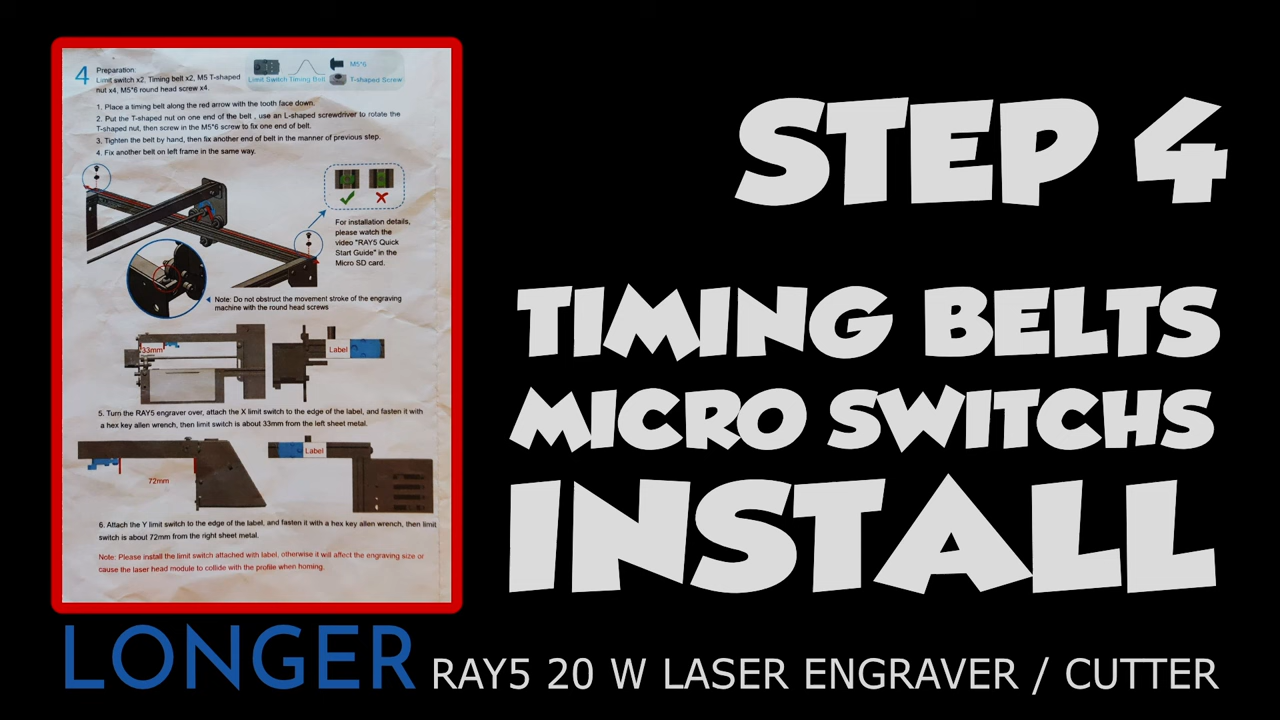 4
Preparation:
Limit switch x2, Timing belt x2, M5 T-shaped
nut x4, M5*6 round head screw x4.
Limit Switch Timing Belt
M5*6
T-shaped Screw
1. Place a timing belt along the red arrow with the tooth face down.
2. Put the T-shaped nut on one end of the belt , use an L-shaped screwdriver to rotate the
T-shaped nut, then screw in the M5*6 screw to fix one end of belt.
3. Tighten the belt by hand, then fix another end of belt in the manner of previous step.
4. Fix another belt on left frame in the same way.
For installation details,
please watch the
video "RAY5 Quick
Start Guide" in the
Micro SD card.
Note: Do not obstruct the movement stroke of the engraving
machine with the round head screws
33mm
Label
5. Turn the RAY5 engraver over, attach the X limit switch to the edge of the label, and fasten it with
a hex key allen wrench, then limit switch is about 33mm from the left sheet metal.
72mm
Label
6. Attach the Y limit switch to the edge of the label, and fasten it with a hex key allen wrench, then limit
switch is about 72mm from the right sheet metal.
Note: Please install the limit switch attached with label, otherwise it will affect the engraving size or
cause the laser head module to collide with the profile when homing.
STEP 4
TIMING BELTS
MICRO SWITCHS
INSTALL
LONGER RAY5 20 W LASER ENGRAVER / CUTTER